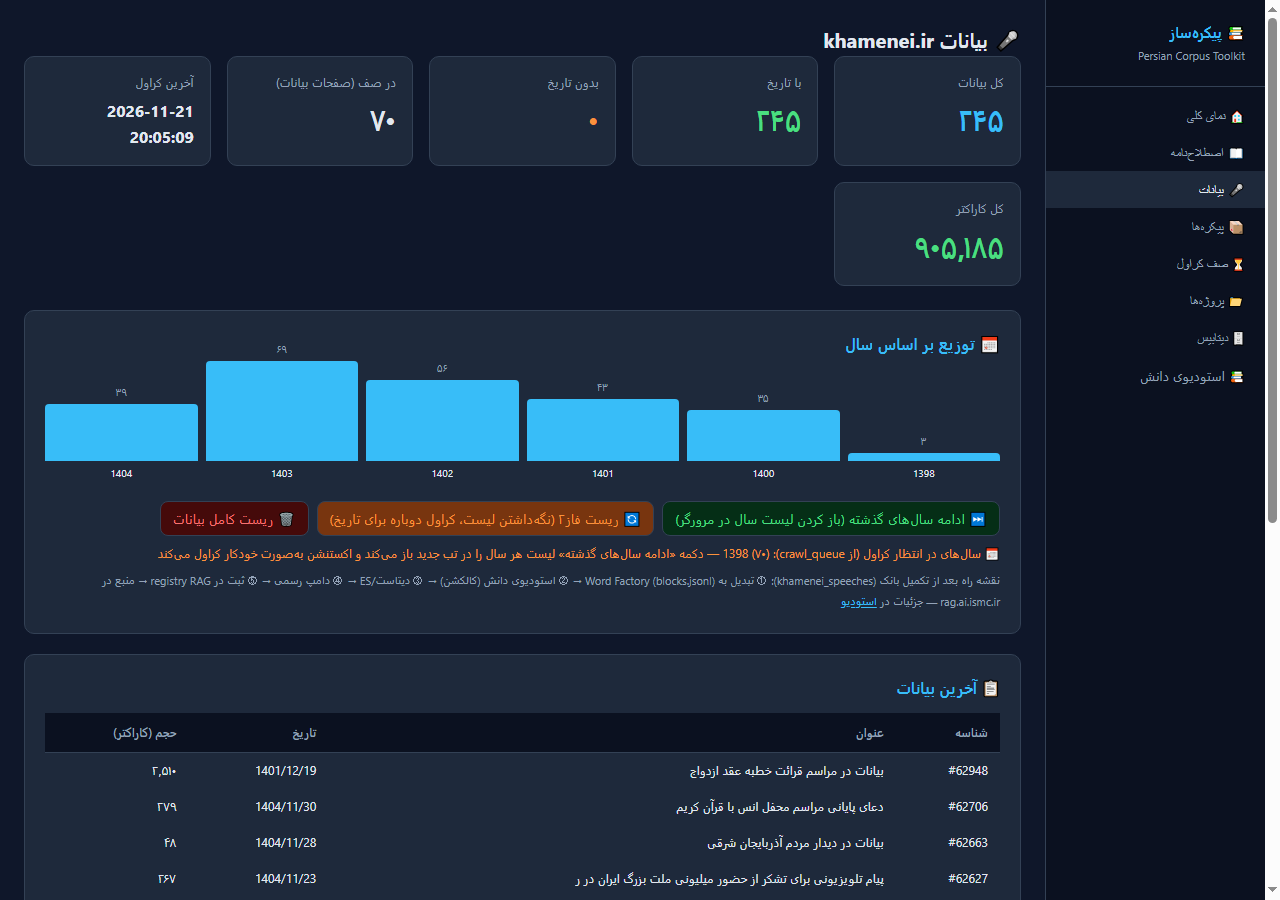 پیکره‌ساز
Persian Corpus Toolkit
نمای کلی
اصطلاح‌نامه
بیانات
پیکره‌ها
صف کراول
پروژه‌ها
دیتابیس
استودیوی دانش
بیانات khamenei.ir
کل بیانات
۲۴۵
با تاریخ
۲۴۵
بدون تاریخ
۰
در صف (صفحات بیانات)
۷۰
آخرین کراول
2026-11-21
20:05:09
کل کاراکتر
۹۰۵,۱۸۵
توزیع بر اساس سال
۳
۳۵
۴۳
۵۶
۶۹
۳۹
1398
1400
1401
1402
1403
1404
ادامه سال‌های گذشته (باز کردن لیست سال در مرورگر)
ریست فاز۲ (نگه‌داشتن لیست، کراول دوباره برای تاریخ)
ریست کامل بیانات
سال‌های در انتظار کراول (از crawl_queue): 1398 (۷۰) — دکمه «ادامه سال‌های گذشته» لیست هر سال را در تب جدید باز می‌کند و اکستنشن به‌صورت خودکار کراول می‌کند
نقشه راه بعد از تکمیل بانک (khamenei_speeches): ① تبدیل به Word Factory (blocks.jsonl) → ② استودیوی دانش (کالکشن) → ③ دیتاست/ES → ④ دامپ رسمی → ⑤ ثبت در registry RAG → منبع در
rag.ai.ismc.ir — جزئیات در استودیو
آخرین بیانات
شناسه عنوان تاریخ حجم (کاراکتر)
#62948 بیانات در مراسم قرائت خطبه عقد ازدواج 1401/12/19 ۲,۵۱۰
#62706 دعای پایانی مراسم محفل انس با قرآن کریم 1404/11/30 ۲۷۹
#62663 بیانات در دیدار مردم آذربایجان شرقی 1404/11/28 ۴۸
#62627 پیام تلویزیونی برای تشکر از حضور میلیونی ملت بزرگ ایران در ر 1404/11/23 ۲۶۷